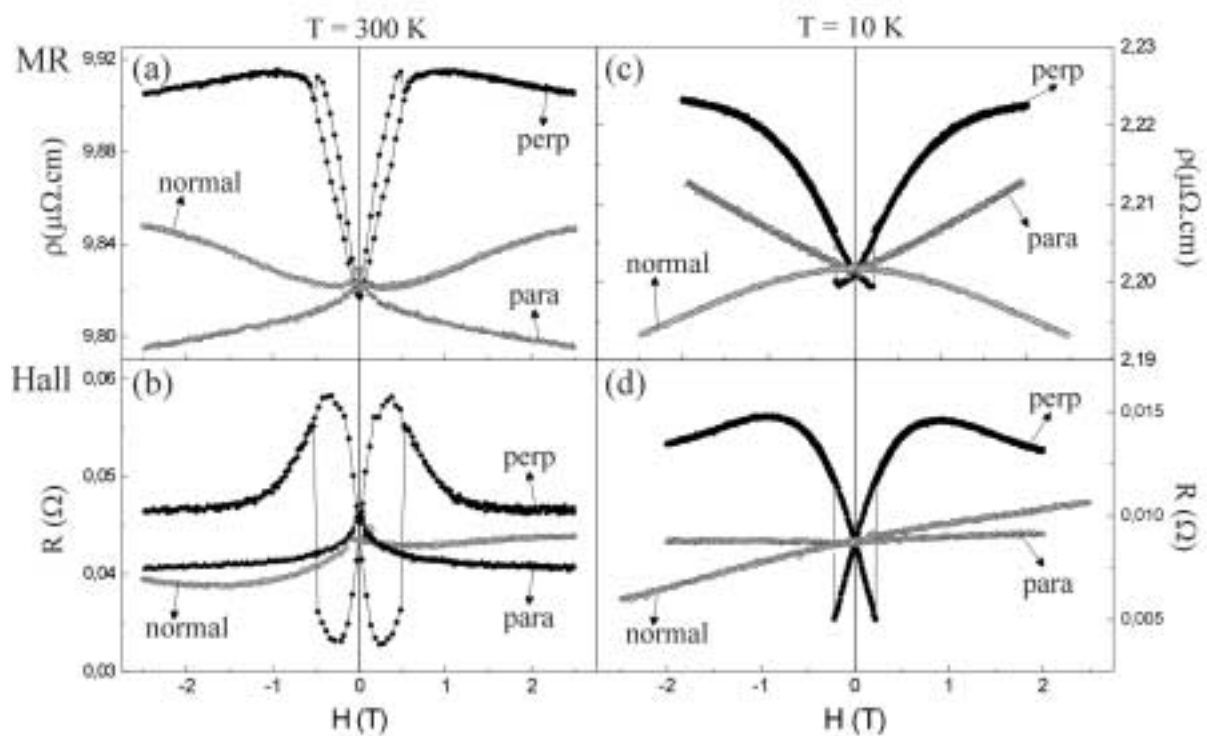 T = 300 K
T = 10 K
MR
(a)
9,92
9,88
9,84
9,80
ρ(μΩ.cm)
normal
perp
para
(c)
2,23
2,22
2,21
2,20
2,19
ρ(μΩ.cm)
perp
para
normal
Hall
(b)
0,06
0,05
0,04
0,03
R (Ω)
perp
para
normal
-2
-1
0
1
2
H (T)
(d)
0,015
0,010
0,005
R (Ω)
perp
para
normal
-2
-1
0
1
2
H (T)